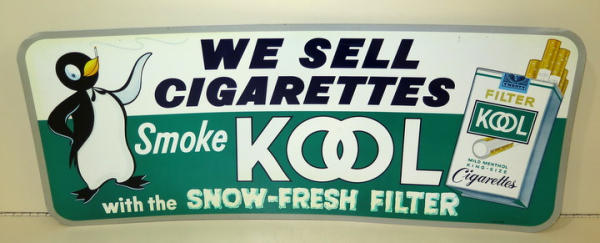 WE SELL
CIGARETTES
Smoke KOOL
with the SNOW-FRESH FILTER
FILTER
KOOL
MILD MENTHOL
KING-SIZE
Cigarettes